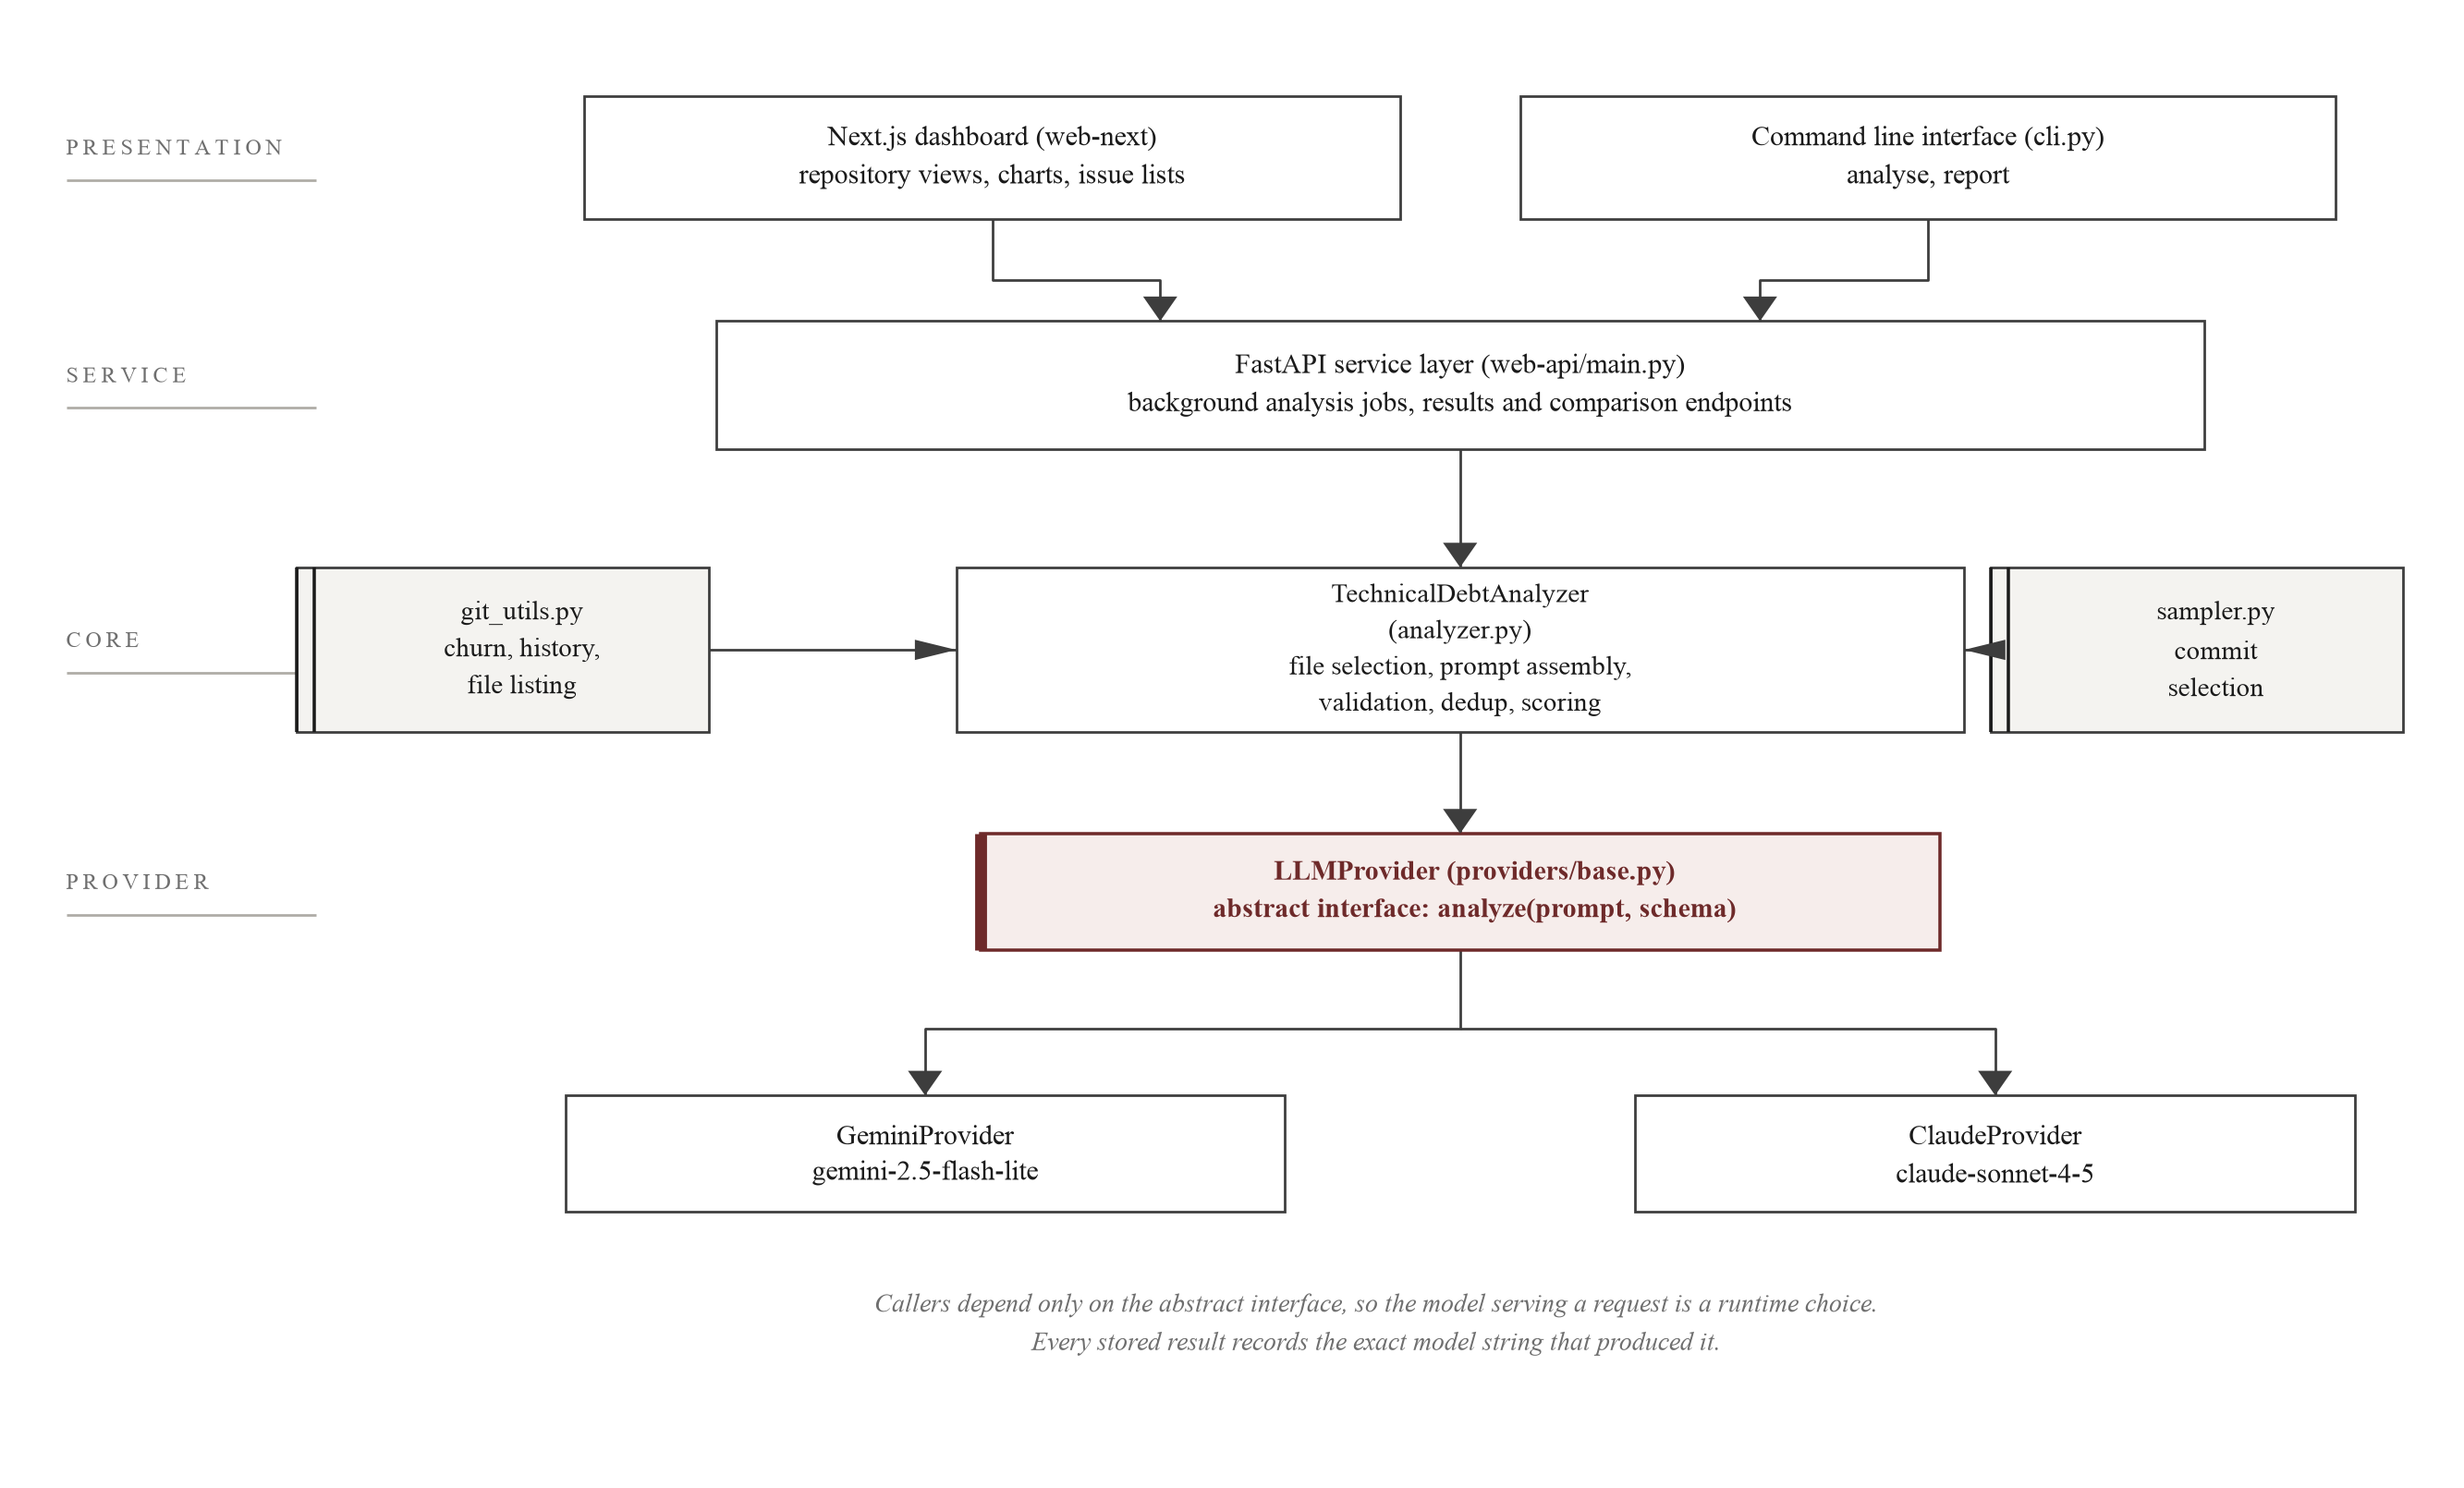 PRESENTATION
Next.js dashboard (web-next)
repository views, charts, issue lists
Command line interface (cli.py)
analyse, report
SERVICE
FastAPI service layer (web-api/main.py)
background analysis jobs, results and comparison endpoints
CORE
git_utils.py
churn, history,
file listing
TechnicalDebtAnalyzer
(analyzer.py)
file selection, prompt assembly,
validation, dedup, scoring
sampler.py
commit
selection
PROVIDER
LLMProvider (providers/base.py)
abstract interface: analyze(prompt, schema)
GeminiProvider
gemini-2.5-flash-lite
ClaudeProvider
claude-sonnet-4-5
Callers depend only on the abstract interface, so the model serving a request is a runtime choice.
Every stored result records the exact model string that produced it.